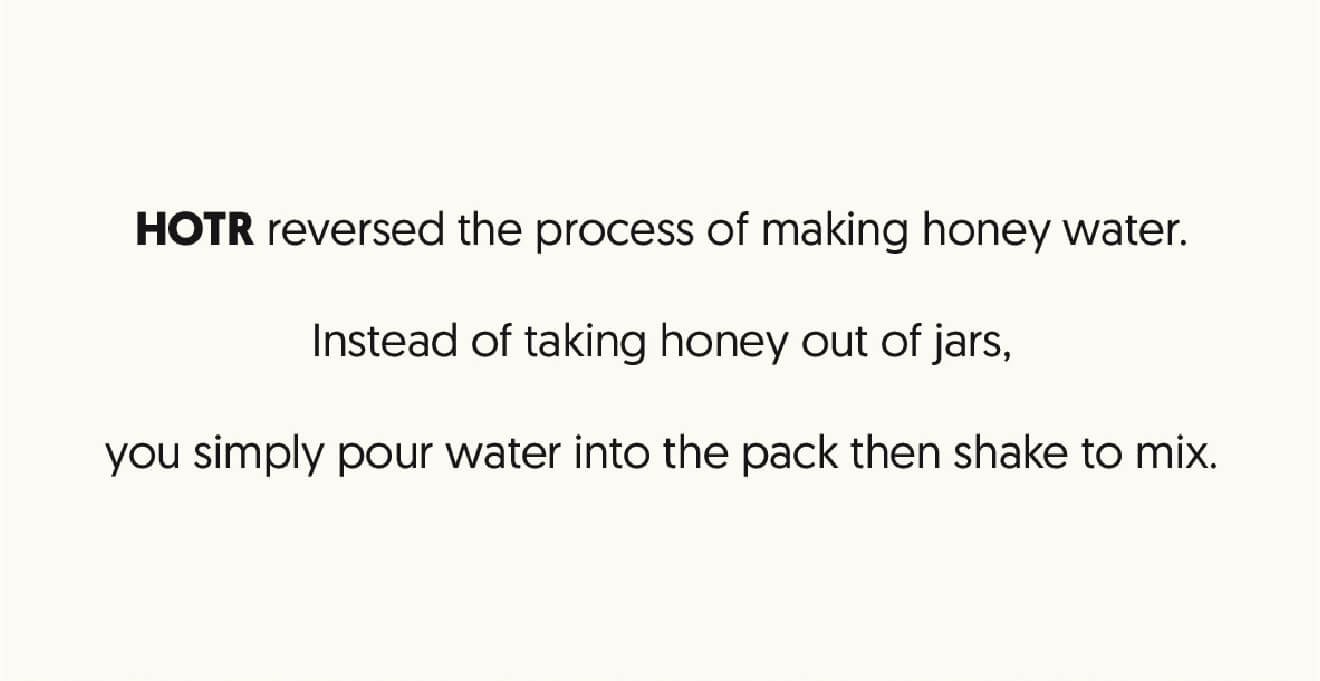 HOTR reversed the process of making honey water.
Instead of taking honey out of jars,
you simply pour water into the pack then shake to mix.